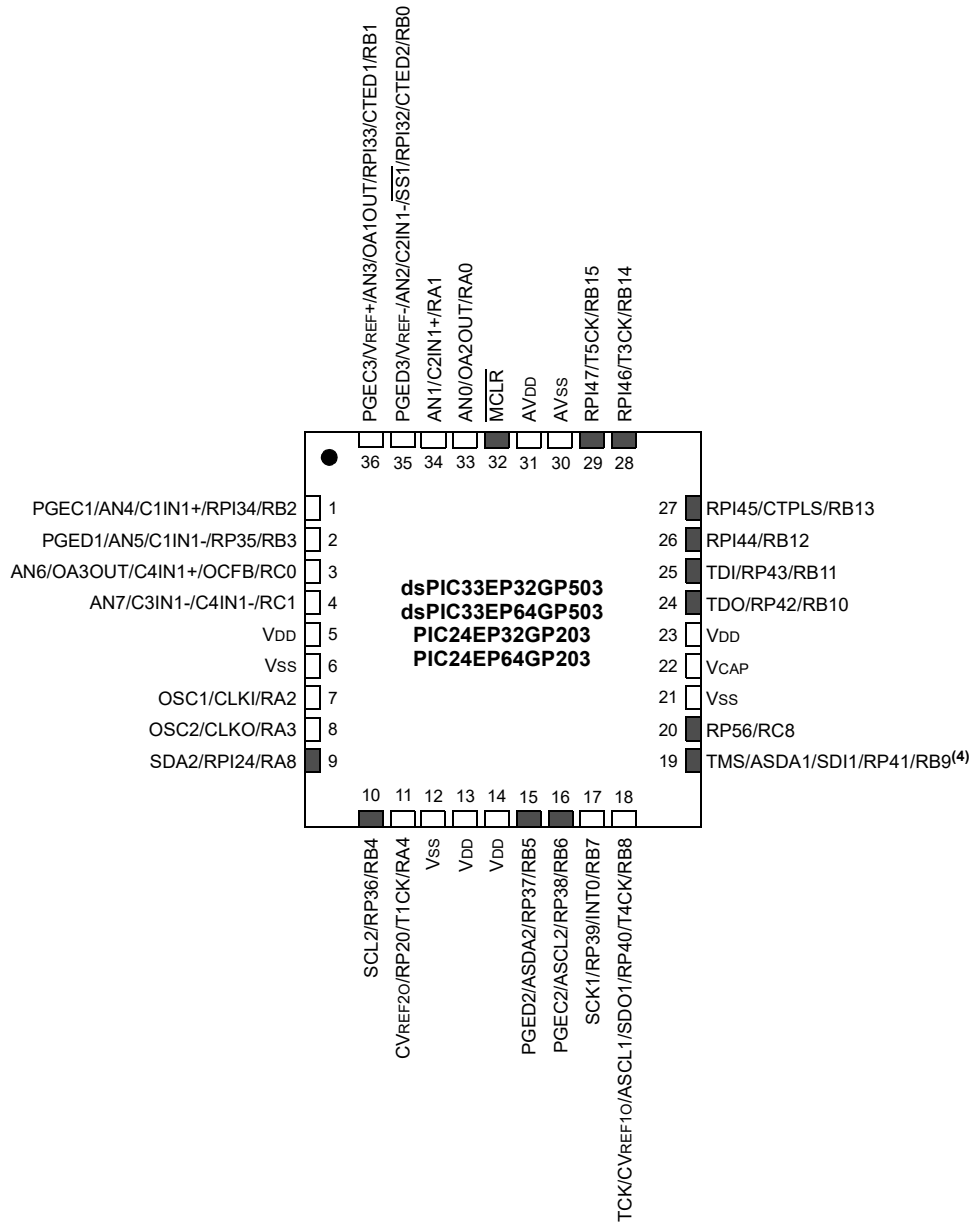 PGEC3/VREF+/AN3/OA1OUT/RPI33/CTED1/RB1
PGED3/VREF-/AN2/C2IN1-/SS1/RPI32/CTED2/RB0
AN1/C2IN1+/RA1
AN0/OA2OUT/RA0
MCLR
AVDD
AVSS
RPI47/T5CK/RB15
RPI46/T3CK/RB14
36 35 34 33 32 31 30 29 28
PGEC1/AN4/C1IN1+/RPI34/RB2 1
PGED1/AN5/C1IN1-/RP35/RB3 2
AN6/OA3OUT/C4IN1+/OCFB/RC0 3
AN7/C3IN1-/C4IN1-/RC1 4
VDD 5
VSS 6
OSC1/CLKI/RA2 7
OSC2/CLKO/RA3 8
SDA2/RPI24/RA8 9
dsPIC33EP32GP503
dsPIC33EP64GP503
PIC24EP32GP203
PIC24EP64GP203
27 RPI45/CTPLS/RB13
26 RPI44/RB12
25 TDI/RP43/RB11
24 TDO/RP42/RB10
23 VDD
22 VCAP
21 VSS
20 RP56/RC8
19 TMS/ASDA1/SDI1/RP41/RB9(4)
10 11 12 13 14 15 16 17 18
SCL2/RP36/RB4
CVREF2O/RP20/T1CK/RA4
VSS
VDD
VDD
PGED2/ASDA2/RP37/RB5
PGEC2/ASCL2/RP38/RB6
SCK1/RP39/INT0/RB7
TCK/CVREF1O/ASCL1/SDO1/RP40/T4CK/RB8